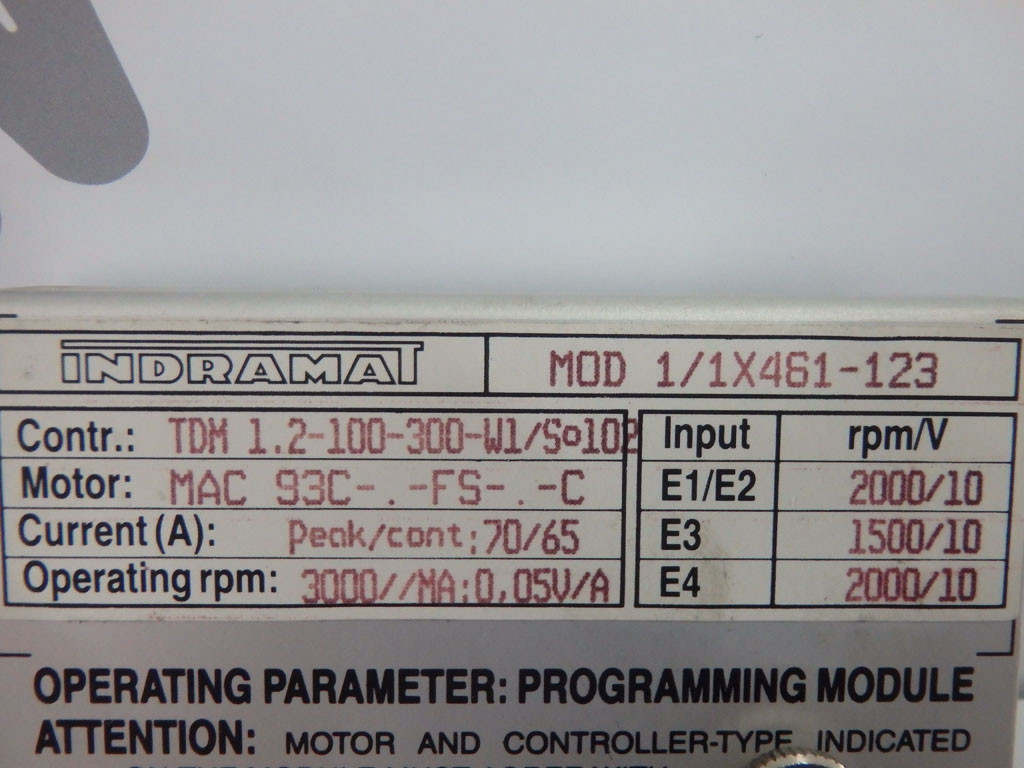 INDRAMAT MOD 1/1X461-123
Contr.: TDM 1.2-100-300-W1/S 102 Input rpm/V
Motor: MAC 93C-.-FS-.-C E1/E2 2000/10
Current (A): Peak/cont:70/65 E3 1500/10
Operating rpm: 3000//MA:0,05V/A E4 2000/10
OPERATING PARAMETER: PROGRAMMING MODULE
ATTENTION: MOTOR AND CONTROLLER-TYPE INDICATED